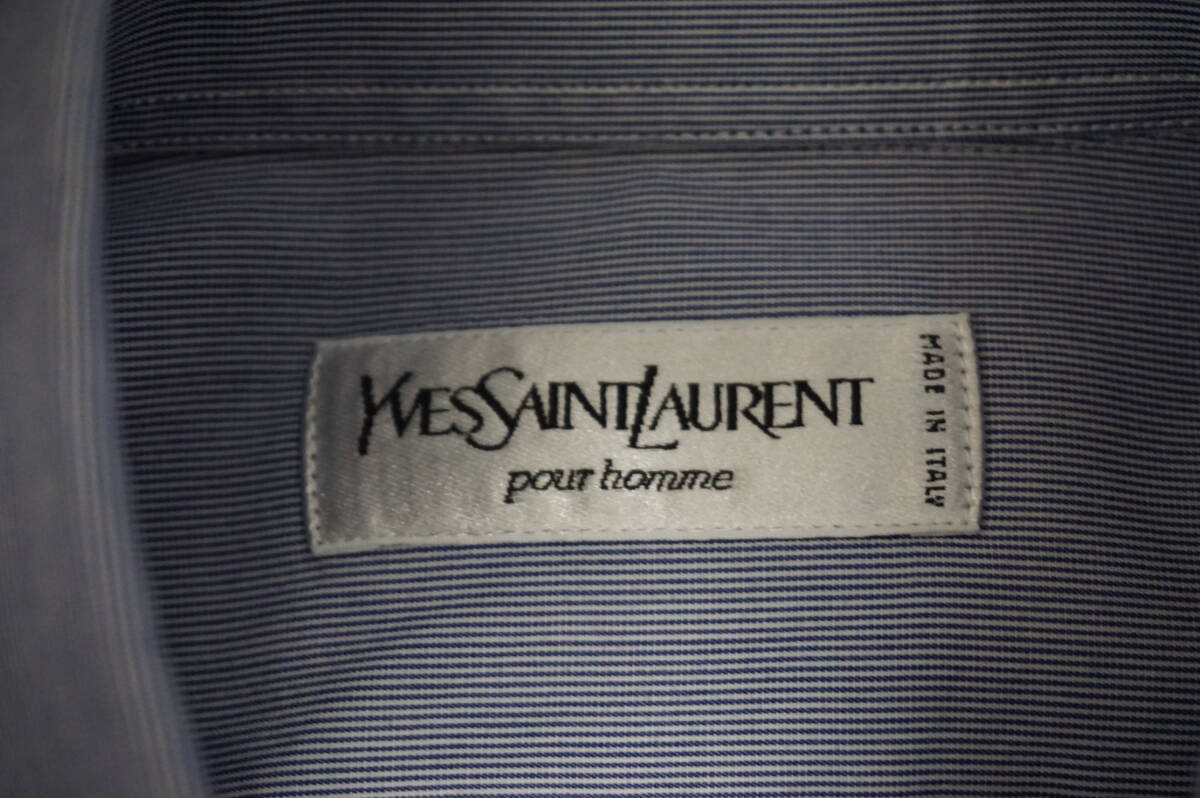 YVESSAINTLAURENT
pour homme
MADE IN ITALY